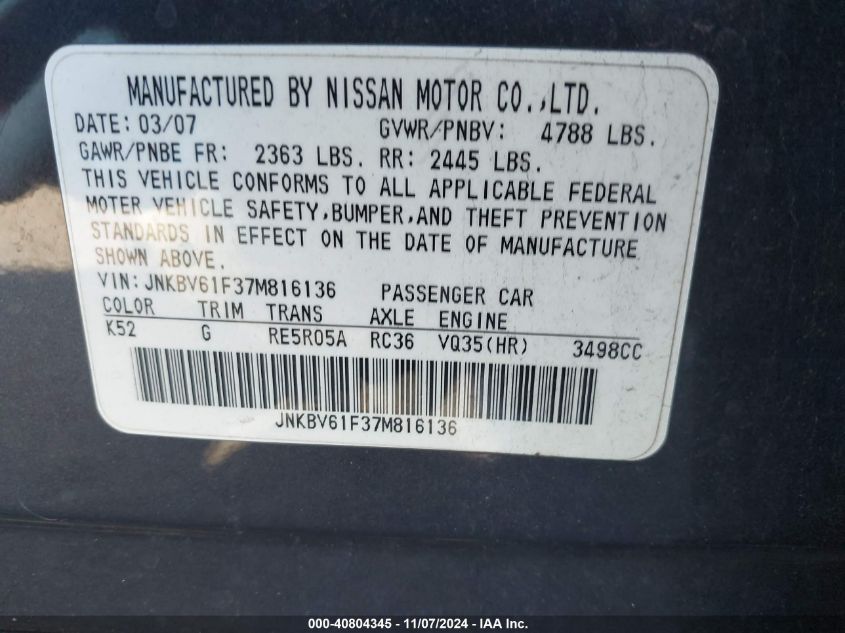 MANUFACTURED BY NISSAN MOTOR CO.,LTD.
DATE: 03/07 GVWR/PNBV: 4788 LBS.
GAWR/PNBE FR: 2363 LBS. RR: 2445 LBS.
THIS VEHICLE CONFORMS TO ALL APPLICABLE FEDERAL
MOTER VEHICLE SAFETY,BUMPER,AND THEFT PREVENTION
STANDARDS IN EFFECT ON THE DATE OF MANUFACTURE
SHOWN ABOVE.
VIN:JNKBV61F37M816136 PASSENGER CAR
COLOR TRIM TRANS AXLE ENGINE
K52 G RE5R05A RC36 VQ35(HR) 3498CC
JNKBV61F37M816136
000-40804345 - 11/07/2024 - IAA Inc.